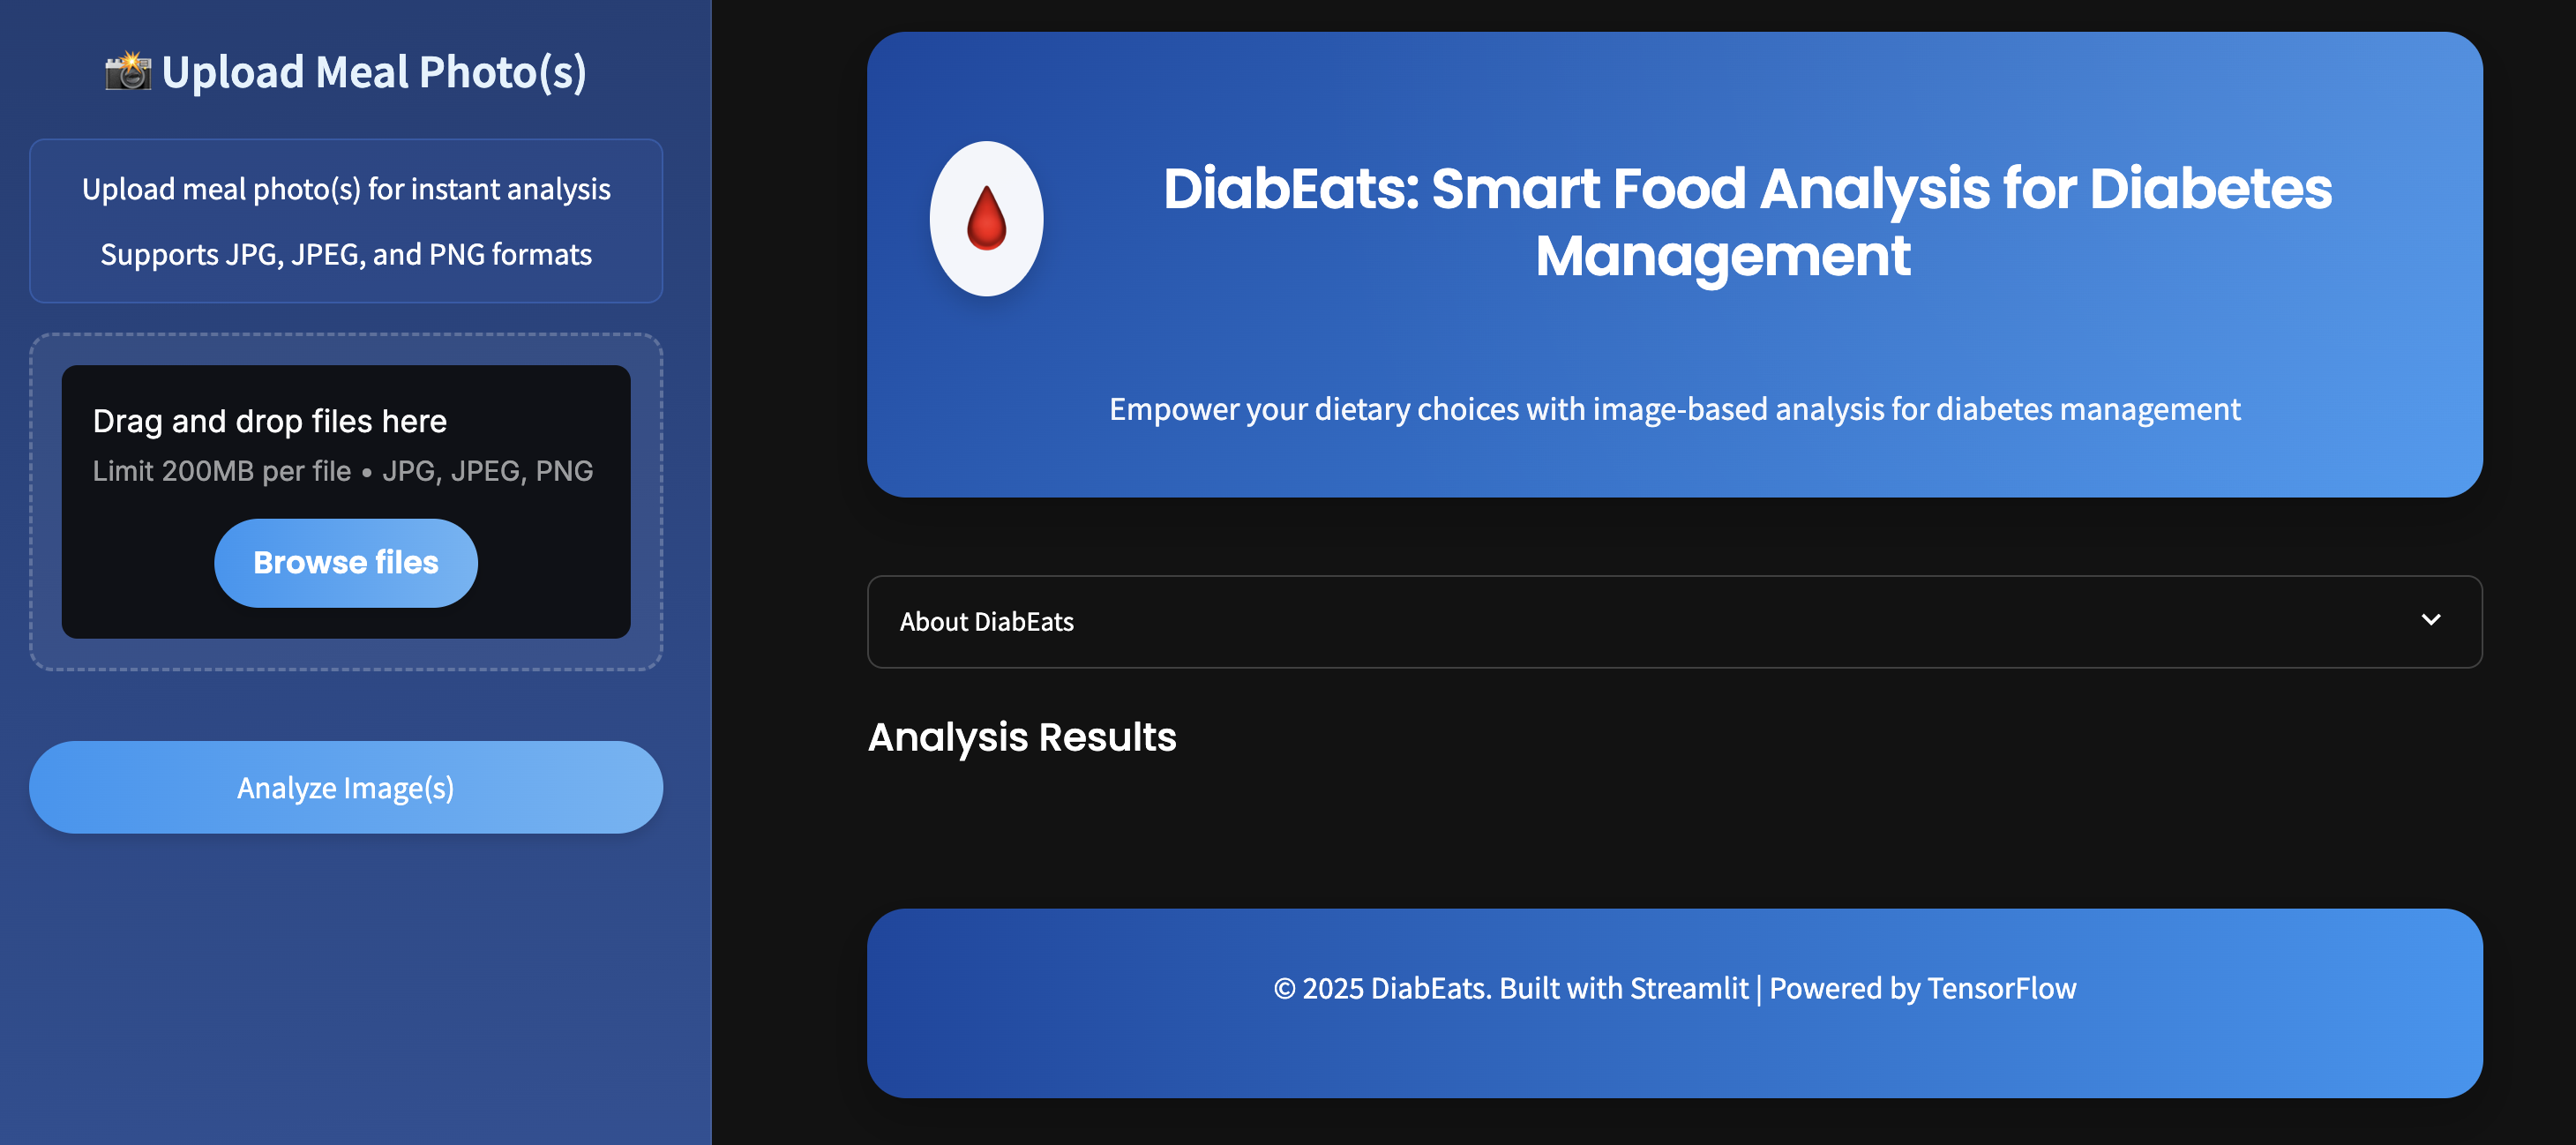 📸 Upload Meal Photo(s)
Upload meal photo(s) for instant analysis
Supports JPG, JPEG, and PNG formats
Drag and drop files here
Limit 200MB per file • JPG, JPEG, PNG
Browse files
Analyze Image(s)
DiabEats: Smart Food Analysis for Diabetes
Management
Empower your dietary choices with image-based analysis for diabetes management
About DiabEats
Analysis Results
© 2025 DiabEats. Built with Streamlit | Powered by TensorFlow